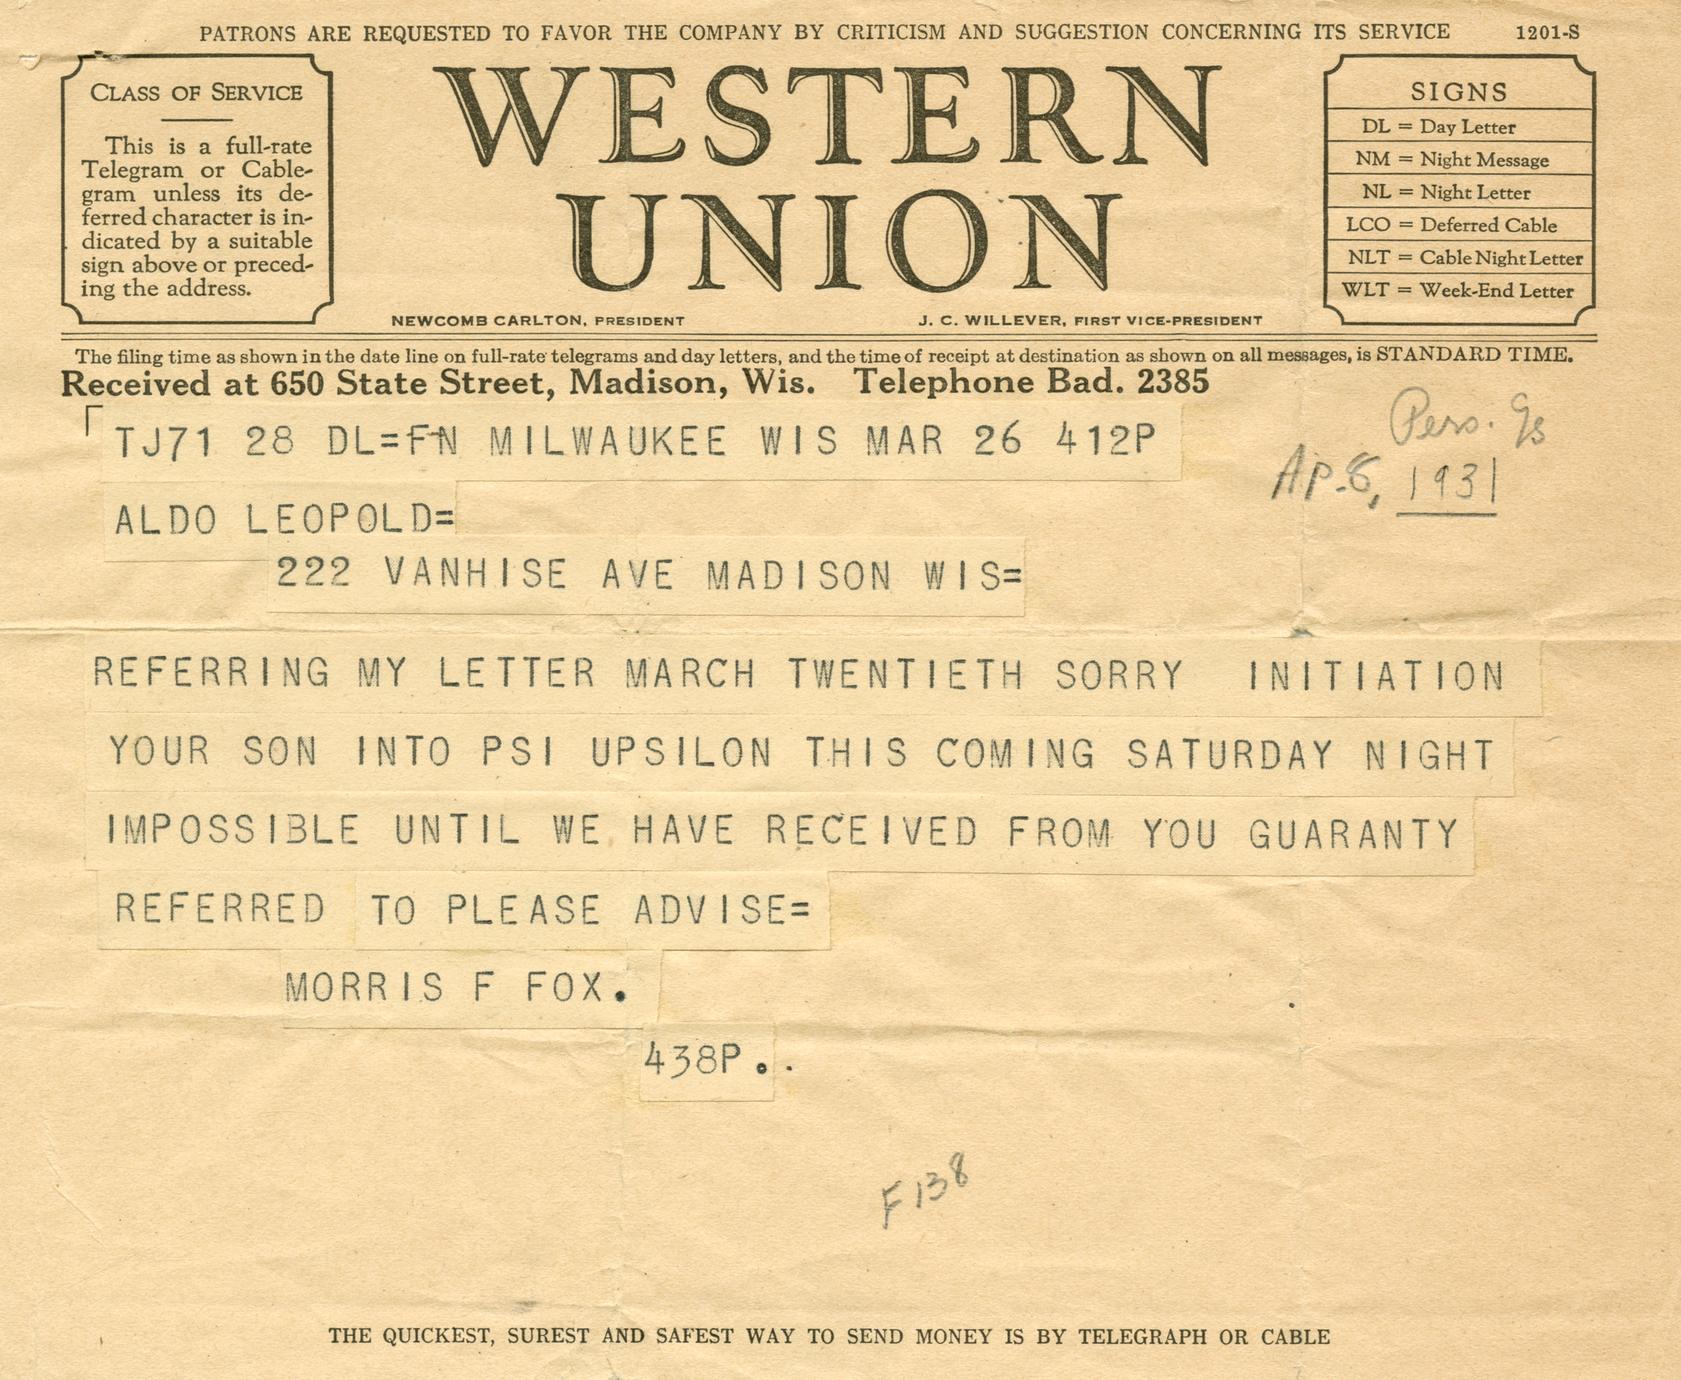 PATRONS ARE REQUESTED TO FAVOR THE COMPANY BY CRITICISM AND SUGGESTION CONCERNING ITS SERVICE 1201-S
CLASS OF SERVICE
This is a full-rate
Telegram or Cable-
gram unless its de-
ferred character is in-
dicated by a suitable
sign above or preced-
ing the address.
WESTERN
UNION
NEWCOMB CARLTON, PRESIDENT J. C. WILLEVER, FIRST VICE-PRESIDENT
SIGNS
DL = Day Letter
NM = Night Message
NL = Night Letter
LCO = Deferred Cable
NLT = Cable Night Letter
WLT = Week-End Letter
The filing time as shown in the date line on full-rate telegrams and day letters, and the time of receipt at destination as shown on all messages, is STANDARD TIME.
Received at 650 State Street, Madison, Wis. Telephone Bad. 2385
Pers.
Ap. 8, 1931
TJ71 28 DL=FN MILWAUKEE WIS MAR 26 412P
ALDO LEOPOLD=
222 VANHISE AVE MADISON WIS=
REFERRING MY LETTER MARCH TWENTIETH SORRY INITIATION
YOUR SON INTO PSI UPSILON THIS COMING SATURDAY NIGHT
IMPOSSIBLE UNTIL WE HAVE RECEIVED FROM YOU GUARANTY
REFERRED TO PLEASE ADVISE=
MORRIS F FOX.
438P..
F138
THE QUICKEST, SUREST AND SAFEST WAY TO SEND MONEY IS BY TELEGRAPH OR CABLE